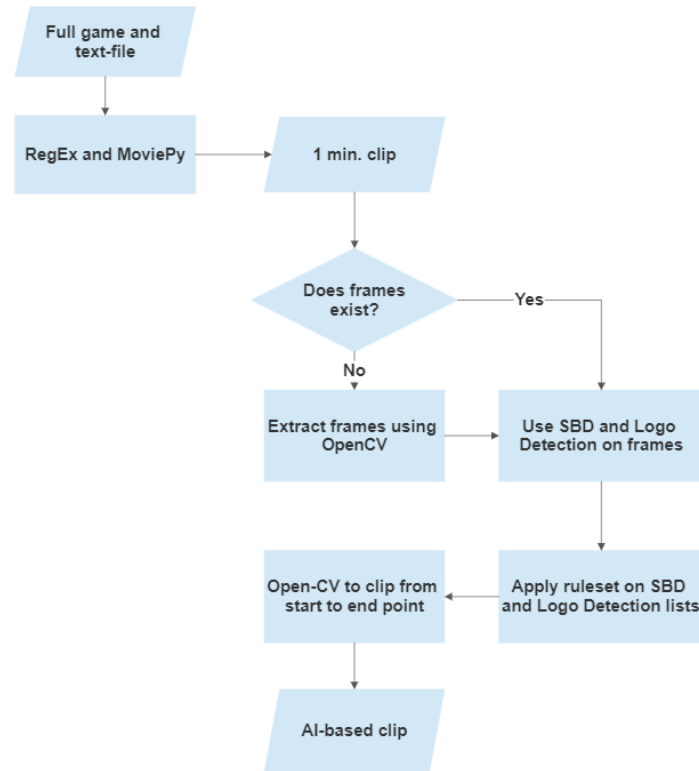 Full game and
text-file
RegEx and MoviePy
1 min. clip
Does frames
exist?
Yes
No
Extract frames using
OpenCV
Use SBD and Logo
Detection on frames
Open-CV to clip from
start to end point
Apply ruleset on SBD
and Logo Detection lists
AI-based clip